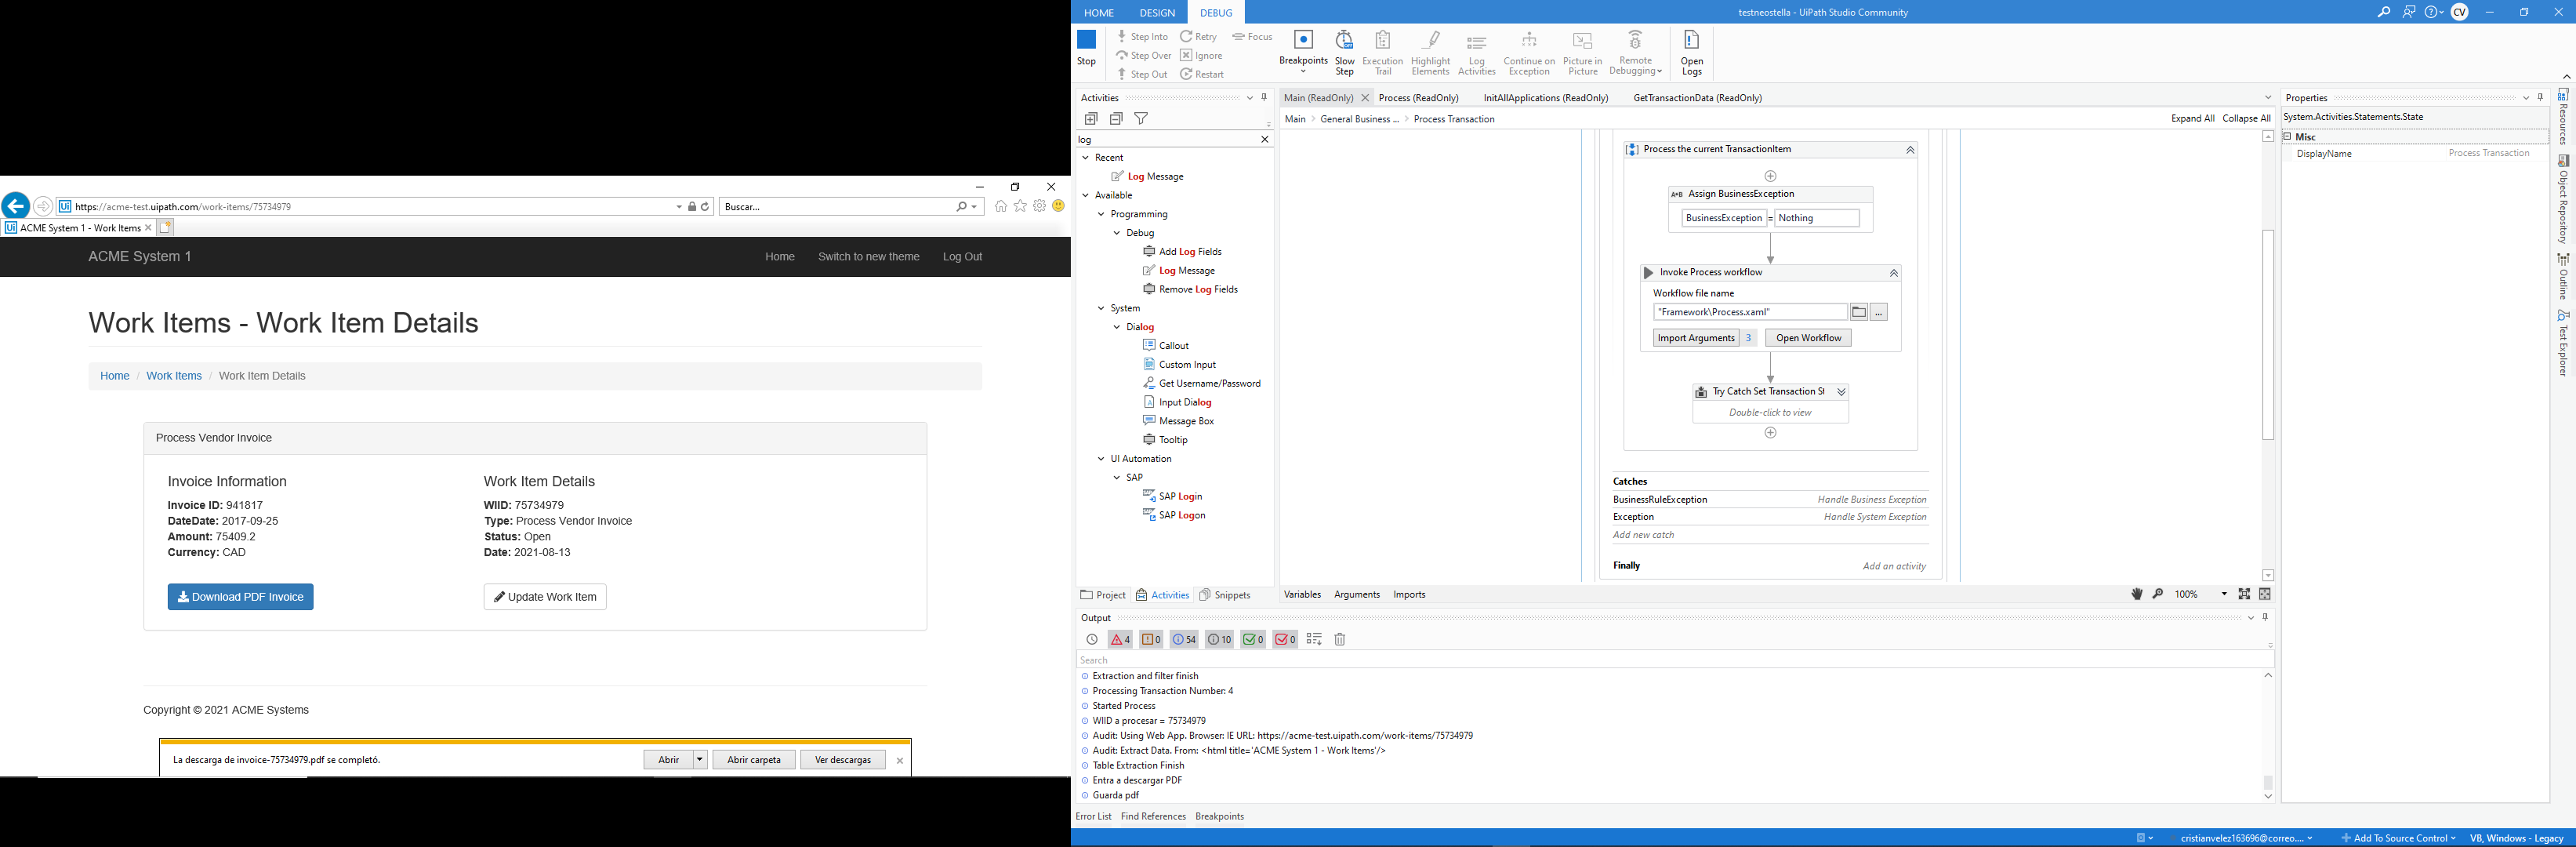 https://acme-test.uipath.com/work-items/75734979
Buscar...
ACME System 1 - Work Items
ACME System 1
Home
Switch to new theme
Log Out
Work Items - Work Item Details
Home / Work Items / Work Item Details
Process Vendor Invoice
Invoice Information
Invoice ID: 941817
DateDate: 2017-09-25
Amount: 75409.2
Currency: CAD
Download PDF Invoice
Work Item Details
WIID: 75734979
Type: Process Vendor Invoice
Status: Open
Date: 2021-08-13
Update Work Item
Copyright © 2021 ACME Systems
La descarga de invoice-75734979.pdf se completó.
Abrir
Abrir carpeta
Ver descargas
HOME
DESIGN
DEBUG
testneostella - UiPath Studio Community
CV
Stop
Step Into
Step Over
Step Out
Retry
Ignore
Restart
Focus
Breakpoints
Slow Step
Execution Trail
Highlight Elements
Log Activities
Continue on Exception
Picture in Picture
Remote Debugging
Open Logs
Activities
log
Recent
Log Message
Available
Programming
Debug
Add Log Fields
Log Message
Remove Log Fields
System
Dialog
Callout
Custom Input
Get Username/Password
Input Dialog
Message Box
Tooltip
UI Automation
SAP
SAP Login
SAP Logon
Project
Activities
Snippets
Main (ReadOnly)
Process (ReadOnly)
InitAllApplications (ReadOnly)
GetTransactionData (ReadOnly)
Main > General Business ... > Process Transaction
Expand All
Collapse All
Process the current TransactionItem
A+B Assign BusinessException
BusinessException = Nothing
Invoke Process workflow
Workflow file name
"Framework\Process.xaml"
...
Import Arguments 3
Open Workflow
Try Catch Set Transaction St
Double-click to view
Catches
BusinessRuleException
Handle Business Exception
Exception
Handle System Exception
Add new catch
Finally
Add an activity
Variables
Arguments
Imports
100%
Output
4
0
54
10
0
0
Search
Extraction and filter finish
Processing Transaction Number: 4
Started Process
WIID a procesar = 75734979
Audit: Using Web App. Browser: IE URL: https://acme-test.uipath.com/work-items/75734979
Audit: Extract Data. From: <html title='ACME System 1 - Work Items'/>
Table Extraction Finish
Entra a descargar PDF
Guarda pdf
Error List
Find References
Breakpoints
Properties
System.Activities.Statements.State
Misc
DisplayName
Process Transaction
Resources
Object Repository
Outline
Test Explorer
cristianvelez163696@correo....
Add To Source Control
VB, Windows - Legacy